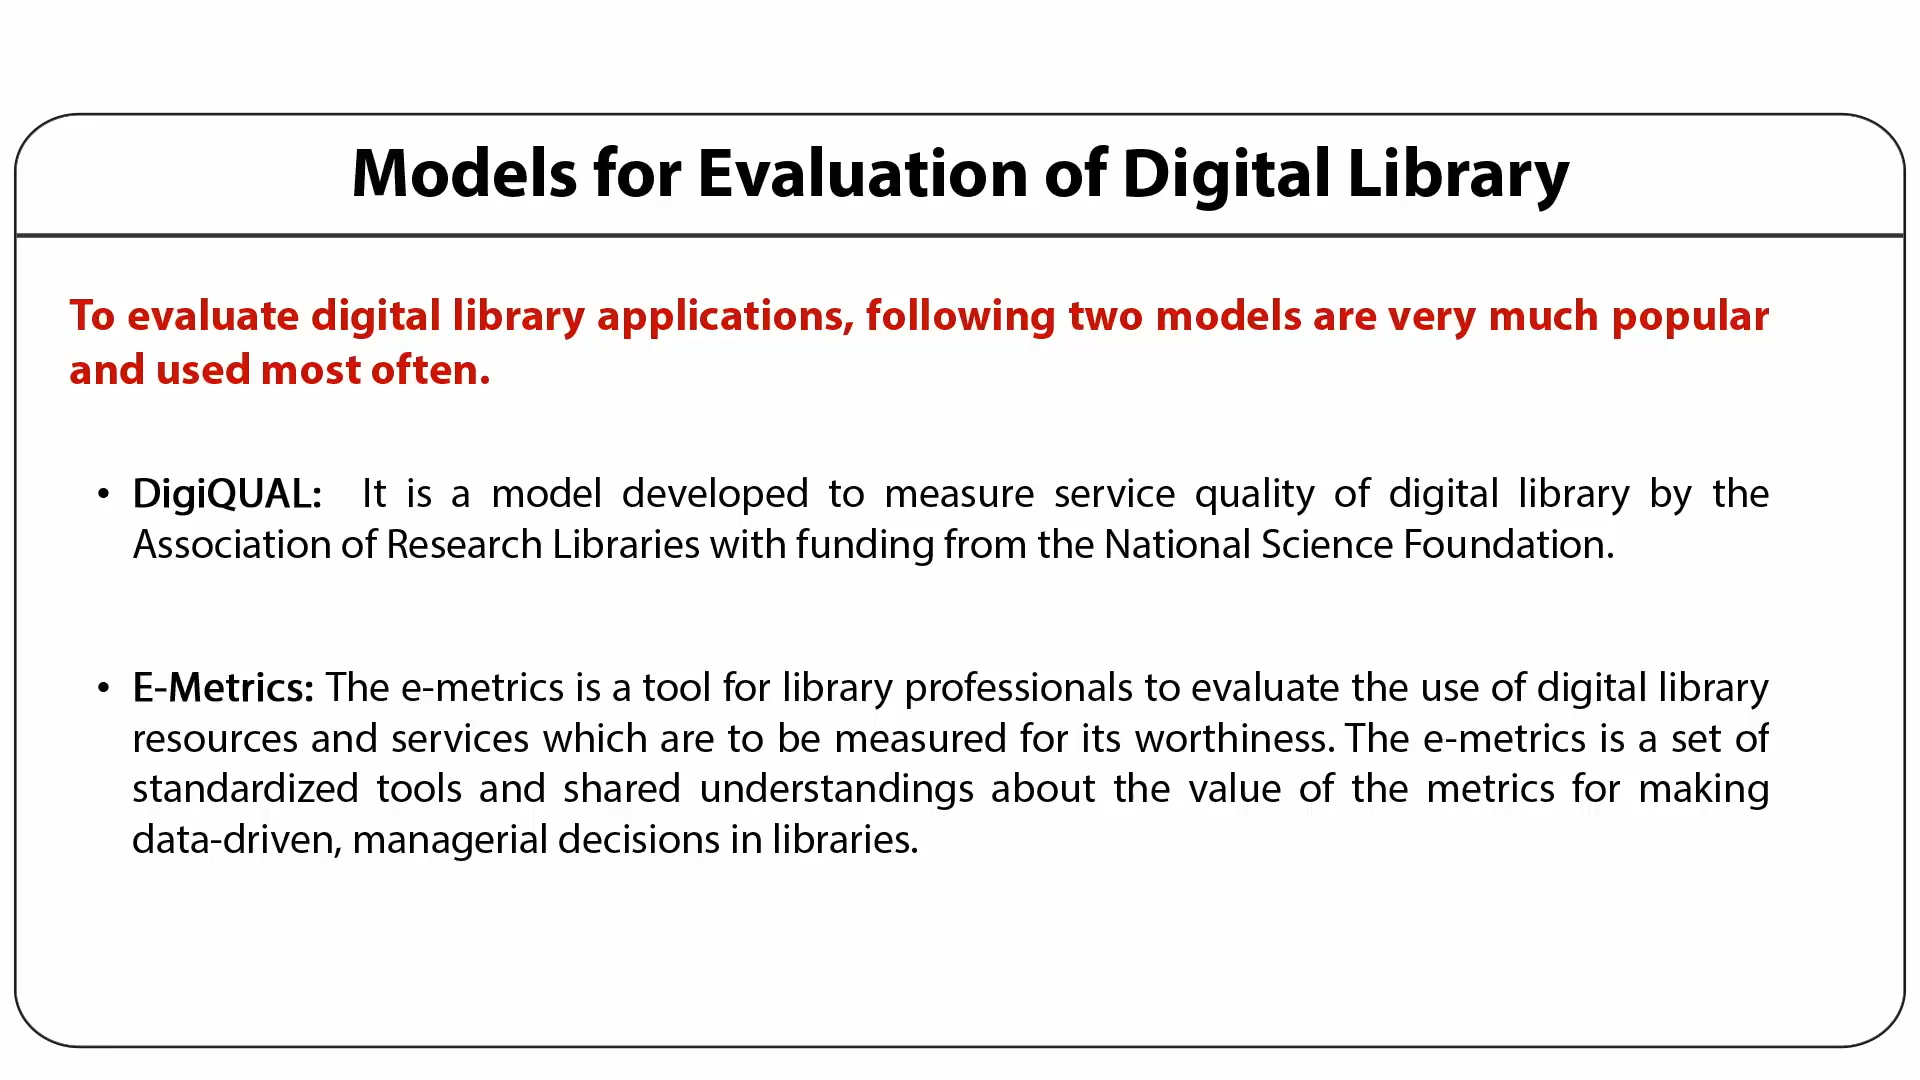 Models for Evaluation of Digital Library
To evaluate digital library applications, following two models are very much popular
and used most often.
• DigiQUAL: It is a model developed to measure service quality of digital library by the
Association of Research Libraries with funding from the National Science Foundation.
• E-Metrics: The e-metrics is a tool for library professionals to evaluate the use of digital library
resources and services which are to be measured for its worthiness. The e-metrics is a set of
standardized tools and shared understandings about the value of the metrics for making
data-driven, managerial decisions in libraries.